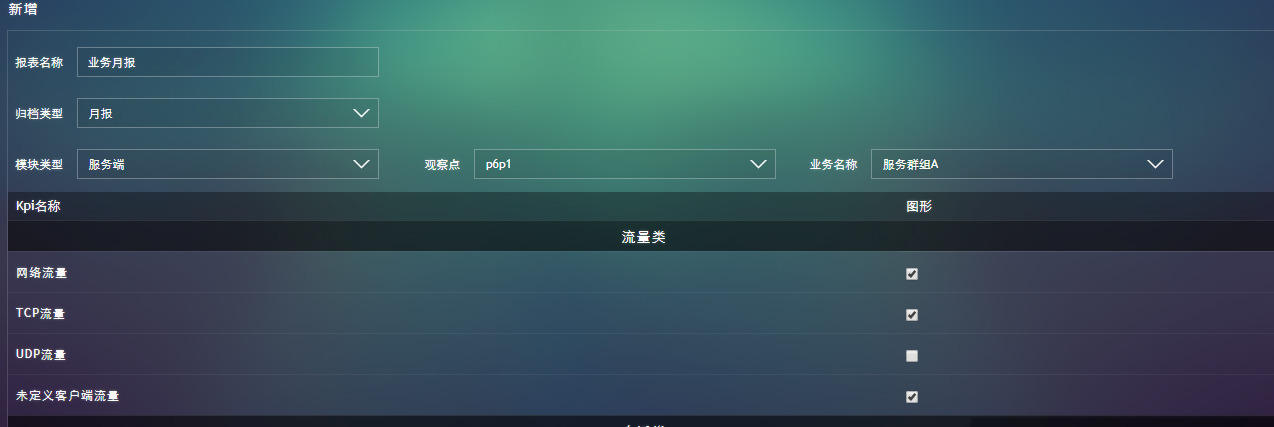 新增
报表名称 业务月报
归档类型 月报
模块类型 服务端 观察点 p6p1 业务名称 服务群组A
Kpi名称 图形
流量类
网络流量
TCP流量
UDP流量
未定义客户端流量